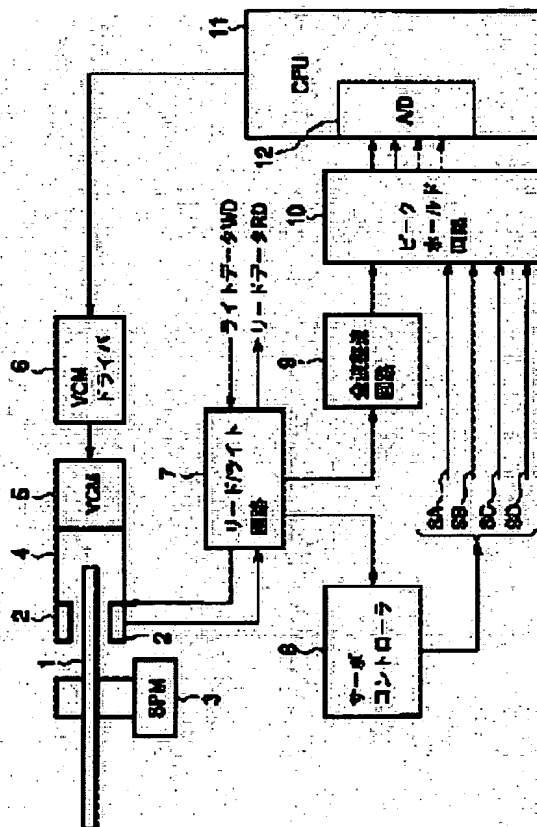 1
2
4
5
6
VCM
VCM
ドライバ
2
SPM
3
7
リード/ライト
回路
ライトデータWD
リードデータRD
11
CPU
12
A/D
8
サーボ
コントローラ
9
全波整流
回路
10
ピーク
ホールド
回路
SA
SB
SC
SD